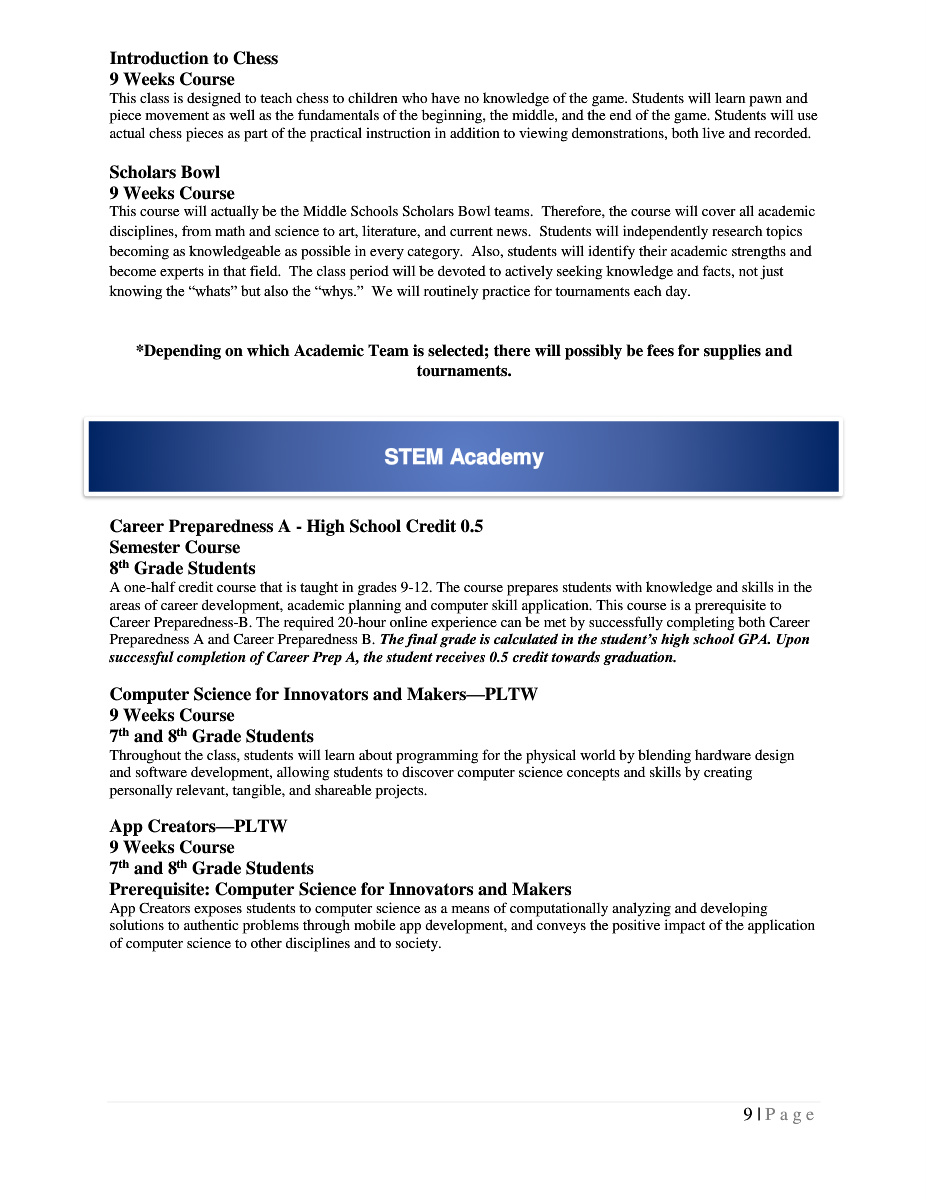 Introduction to Chess
9 Weeks Course
This class is designed to teach chess to children who have no knowledge of the game. Students will learn pawn and
piece movement as well as the fundamentals of the beginning, the middle, and the end of the game. Students will use
actual chess pieces as part of the practical instruction in addition to viewing demonstrations, both live and recorded.
Scholars Bowl
9 Weeks Course
This course will actually be the Middle Schools Scholars Bowl teams.  Therefore, the course will cover all academic
disciplines, from math and science to art, literature, and current news.  Students will independently research topics
becoming as knowledgeable as possible in every category.  Also, students will identify their academic strengths and
become experts in that field.  The class period will be devoted to actively seeking knowledge and facts, not just
knowing the “whats” but also the “whys.”  We will routinely practice for tournaments each day.
*Depending on which Academic Team is selected; there will possibly be fees for supplies and
tournaments.
STEM Academy
Career Preparedness A - High School Credit 0.5
Semester Course
8th Grade Students
A one-half credit course that is taught in grades 9-12. The course prepares students with knowledge and skills in the
areas of career development, academic planning and computer skill application. This course is a prerequisite to
Career Preparedness-B. The required 20-hour online experience can be met by successfully completing both Career
Preparedness A and Career Preparedness B. The final grade is calculated in the student’s high school GPA. Upon
successful completion of Career Prep A, the student receives 0.5 credit towards graduation.
Computer Science for Innovators and Makers—PLTW
9 Weeks Course
7th and 8th Grade Students
Throughout the class, students will learn about programming for the physical world by blending hardware design
and software development, allowing students to discover computer science concepts and skills by creating
personally relevant, tangible, and shareable projects.
App Creators—PLTW
9 Weeks Course
7th and 8th Grade Students
Prerequisite: Computer Science for Innovators and Makers
App Creators exposes students to computer science as a means of computationally analyzing and developing
solutions to authentic problems through mobile app development, and conveys the positive impact of the application
of computer science to other disciplines and to society.
9 | P a g e